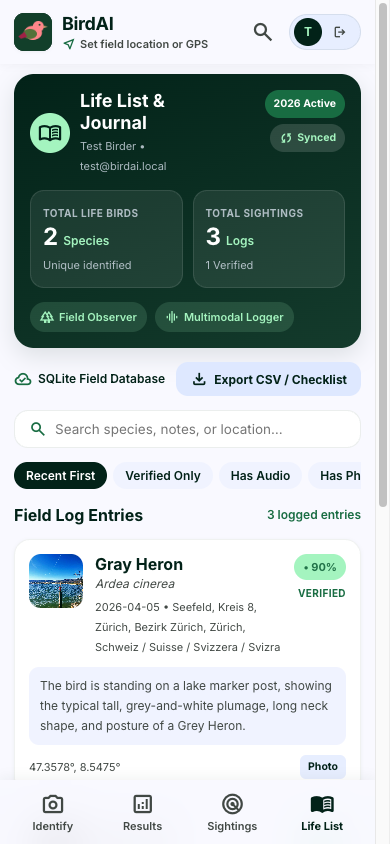 BirdAI
Set field location or GPS
T
Life List &
Journal
Test Birder •
test@birdai.local
2026 Active
Synced
TOTAL LIFE BIRDS
2 Species
Unique identified
TOTAL SIGHTINGS
3 Logs
1 Verified
Field Observer
Multimodal Logger
SQLite Field Database
Export CSV / Checklist
Search species, notes, or location...
Recent First
Verified Only
Has Audio
Has Ph
Field Log Entries
3 logged entries
Gray Heron
Ardea cinerea
2026-04-05 • Seefeld, Kreis 8,
Zürich, Bezirk Zürich, Zürich,
Schweiz / Suisse / Svizzera / Svizra
• 90%
VERIFIED
The bird is standing on a lake marker post, showing
the typical tall, grey-and-white plumage, long neck
shape, and posture of a Grey Heron.
47.3578°, 8.5475°
Photo
Identify
Results
Sightings
Life List